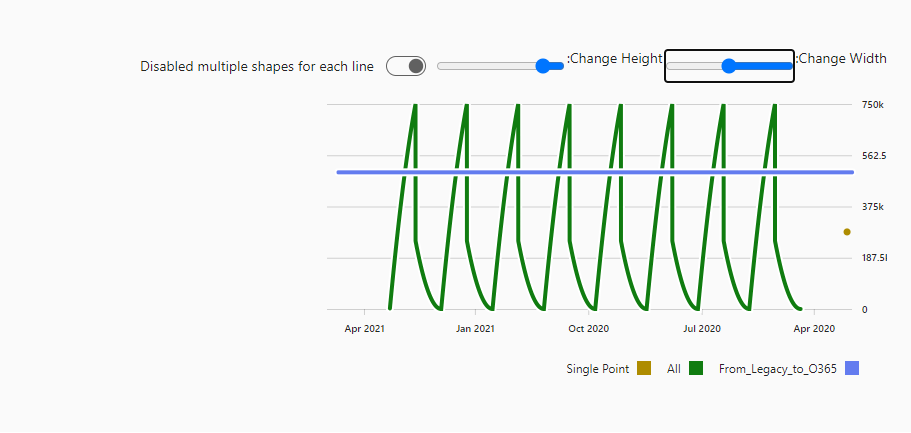 Disabled multiple shapes for each line
:Change Height
:Change Width
750k
562.5
375k
187.5l
0
Apr 2021 Jan 2021 Oct 2020 Jul 2020 Apr 2020
Single Point All From_Legacy_to_O365